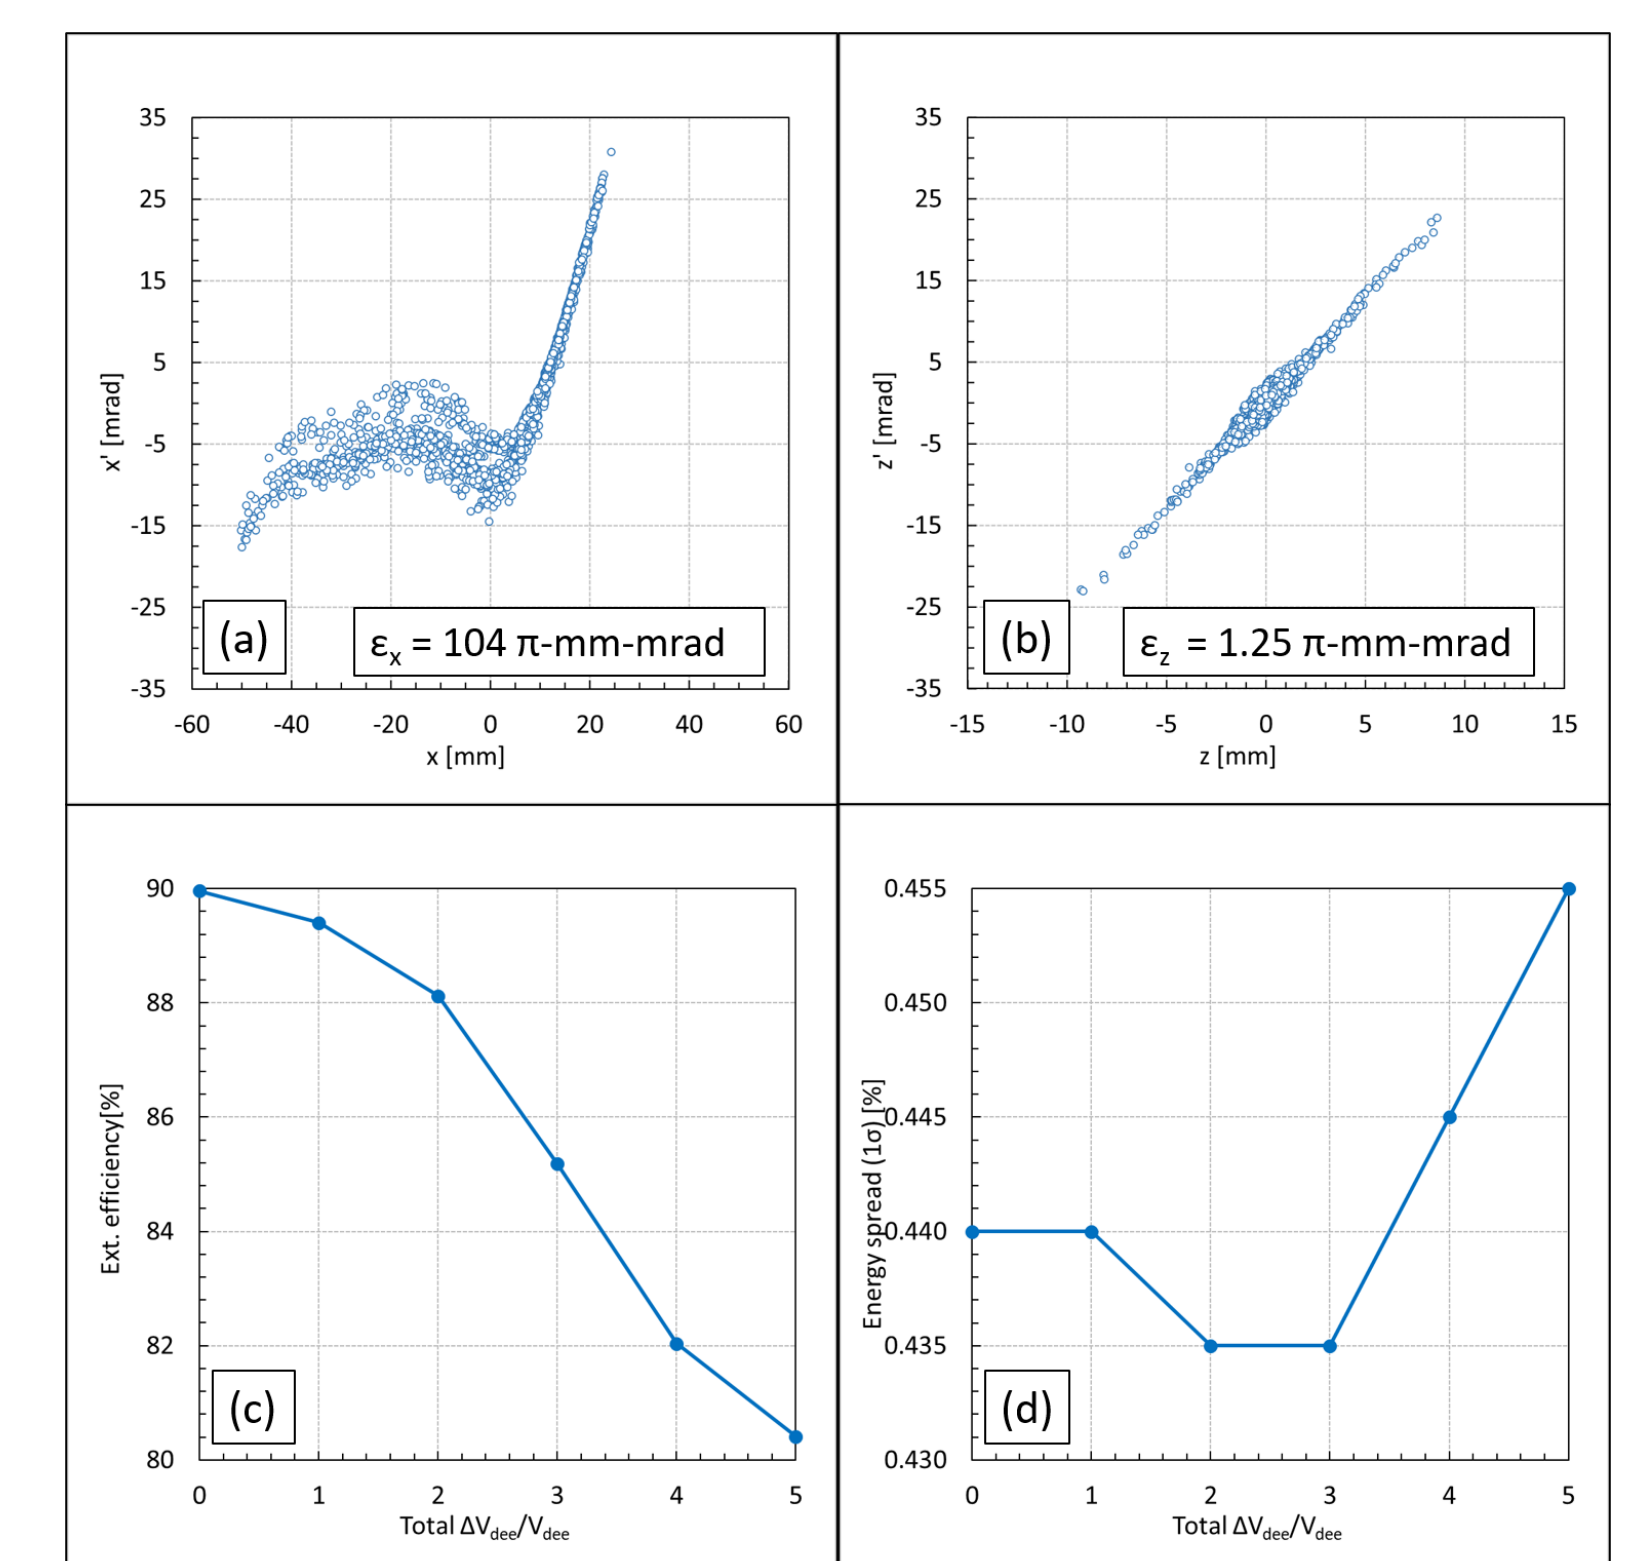 35
25
15
5
-5
-15
-25
-35
x' [mrad]
(a)
εx = 104 π-mm-mrad
-60 -40 -20 0 20 40 60
x [mm]
35
25
15
5
-5
-15
-25
-35
z' [mrad]
(b)
εz = 1.25 π-mm-mrad
-15 -10 -5 0 5 10 15
z [mm]
90
88
86
84
82
80
Ext. efficiency[%]
(c)
0 1 2 3 4 5
Total ΔVdee/Vdee
0.455
0.450
0.445
0.440
0.435
0.430
Energy spread (1σ) [%]
(d)
0 1 2 3 4 5
Total ΔVdee/Vdee